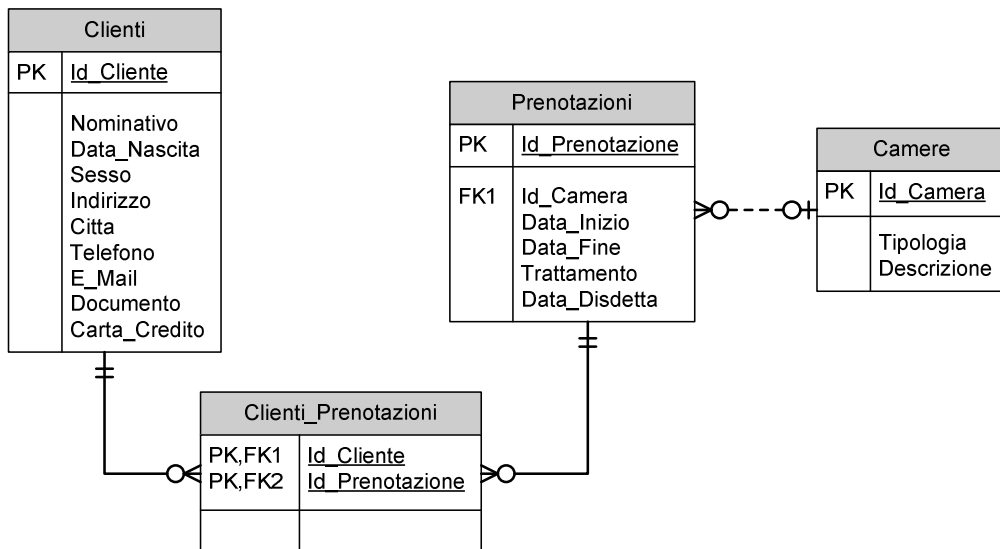 Clienti
PK Id_Cliente
Nominativo
Data_Nascita
Sesso
Indirizzo
Citta
Telefono
E_Mail
Documento
Carta_Credito
Prenotazioni
PK Id_Prenotazione
FK1 Id_Camera
Data_Inizio
Data_Fine
Trattamento
Data_Disdetta
Camere
PK Id_Camera
Tipologia
Descrizione
Clienti_Prenotazioni
PK,FK1 Id_Cliente
PK,FK2 Id_Prenotazione